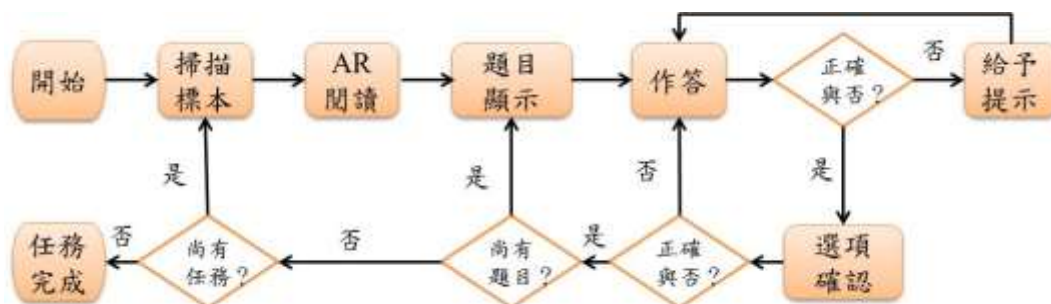 開始
掃描
標本
AR
閱讀
題目
顯示
作答
正確
與否?
否
給予
提示
是
是
否
是
任務
完成
否
尚有
任務?
否
尚有
題目?
是
正確
與否?
選項
確認